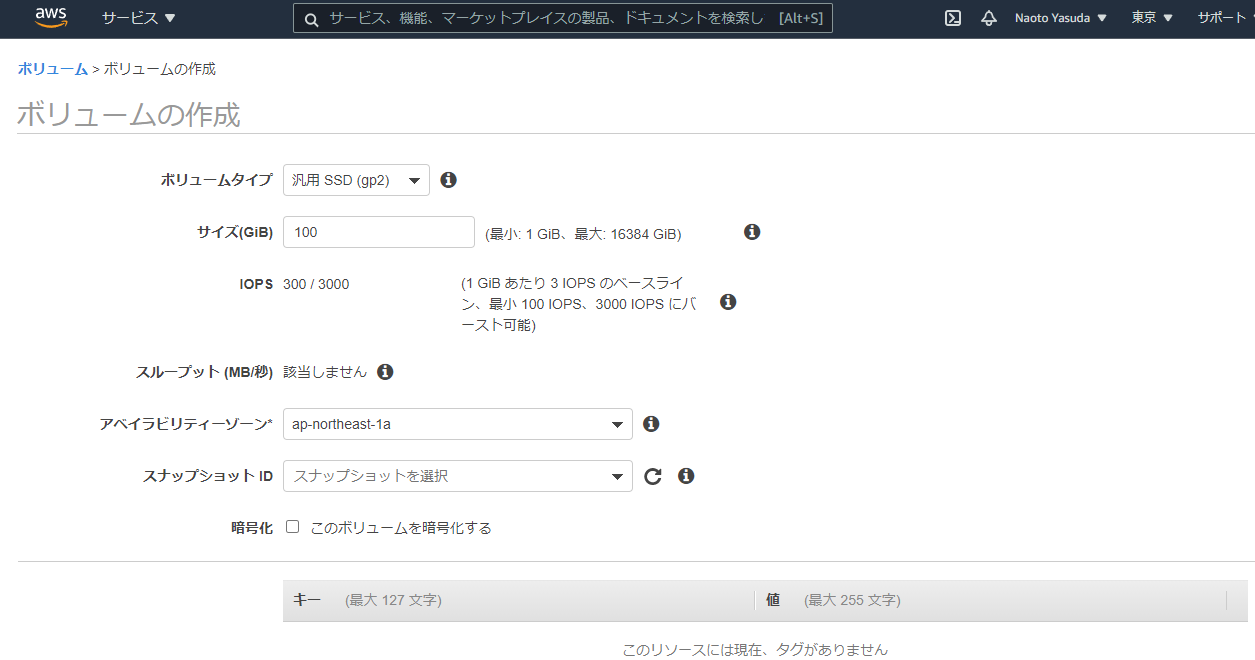 aws サービス サービス、機能、マーケットプレイスの製品、ドキュメントを検索し [Alt+S] Naoto Yasuda 東京 サポート
ボリューム > ボリュームの作成
ボリュームの作成
ボリュームタイプ 汎用 SSD (gp2)
サイズ(GiB) 100 (最小: 1 GiB、最大: 16384 GiB)
IOPS 300 / 3000 (1 GiB あたり 3 IOPS のベースライ
ン、最小 100 IOPS、3000 IOPS にバ
ースト可能)
スループット (MB/秒) 該当しません
アベイラビリティーゾーン* ap-northeast-1a
スナップショット ID スナップショットを選択
暗号化 このボリュームを暗号化する
キー (最大 127 文字) 値 (最大 255 文字)
このリソースには現在、タグがありません